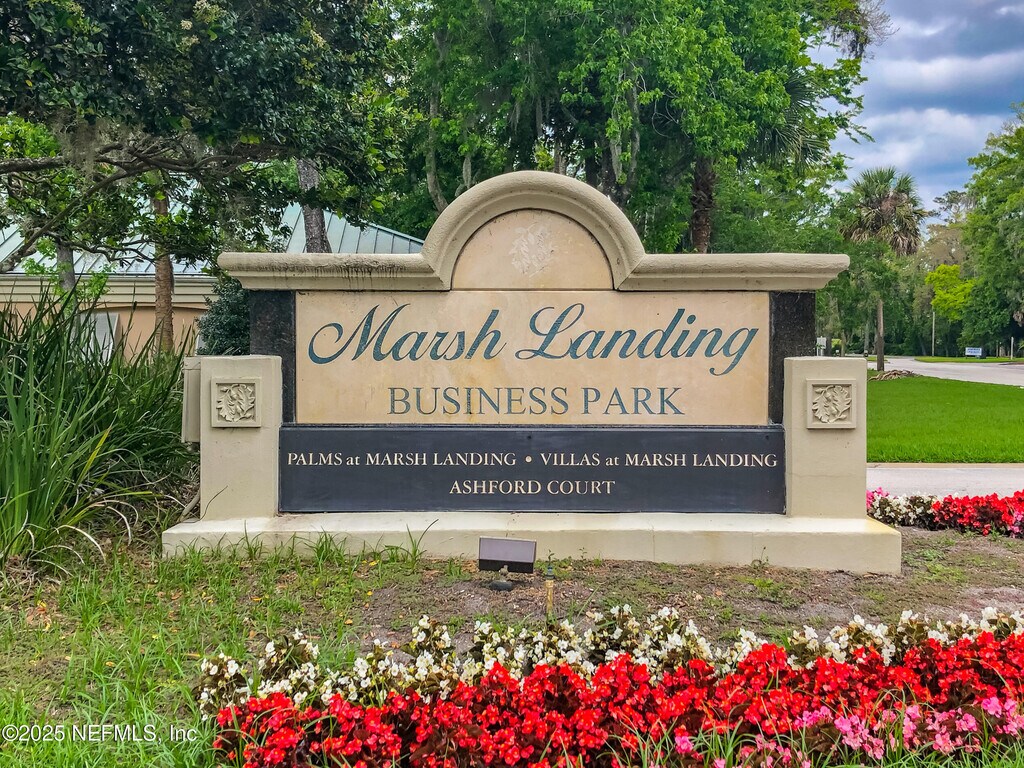 Marsh Landing
BUSINESS PARK
PALMS at MARSH LANDING • VILLAS at MARSH LANDING
ASHFORD COURT
©2025 NEFMLS, Inc